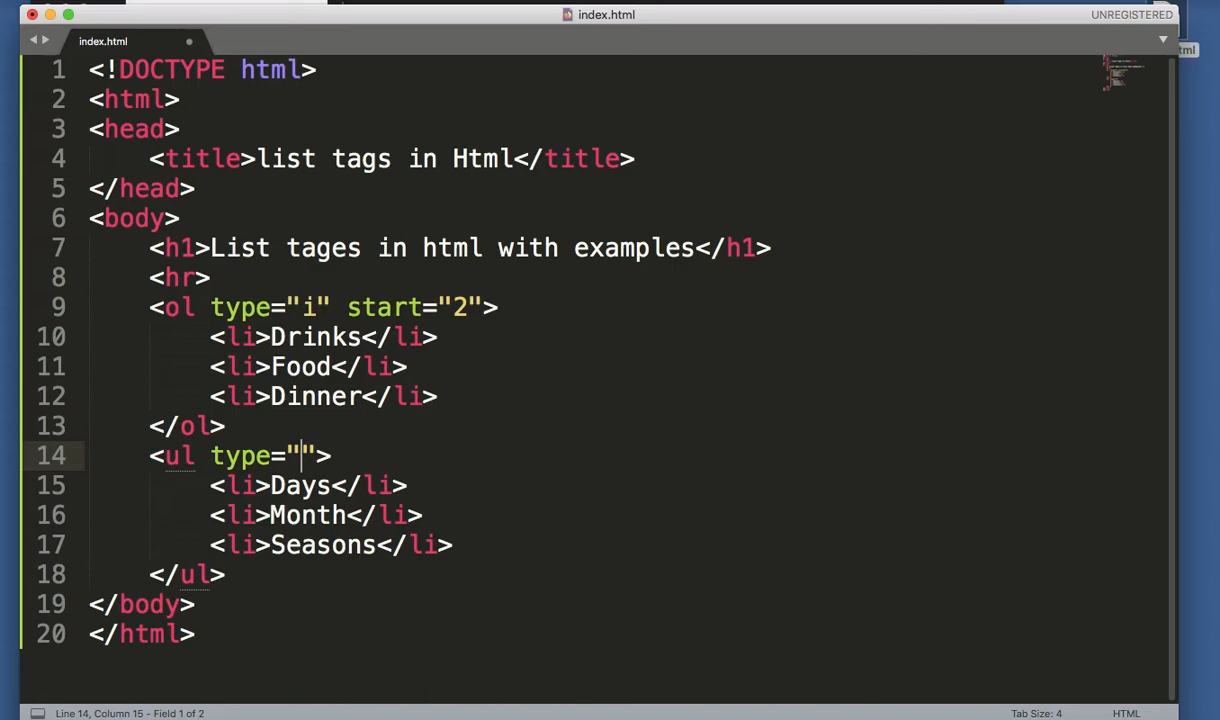 index.html
UNREGISTERED
index.html
html
1 <!DOCTYPE html>
2 <html>
3 <head>
4 <title>list tags in Html</title>
5 </head>
6 <body>
7 <h1>List tages in html with examples</h1>
8 <hr>
9 <ol type="i" start="2">
10 <li>Drinks</li>
11 <li>Food</li>
12 <li>Dinner</li>
13 </ol>
14 <ul type="">
15 <li>Days</li>
16 <li>Month</li>
17 <li>Seasons</li>
18 </ul>
19 </body>
20 </html>
Line 14, Column 15 - Field 1 of 2
Tab Size: 4
HTML